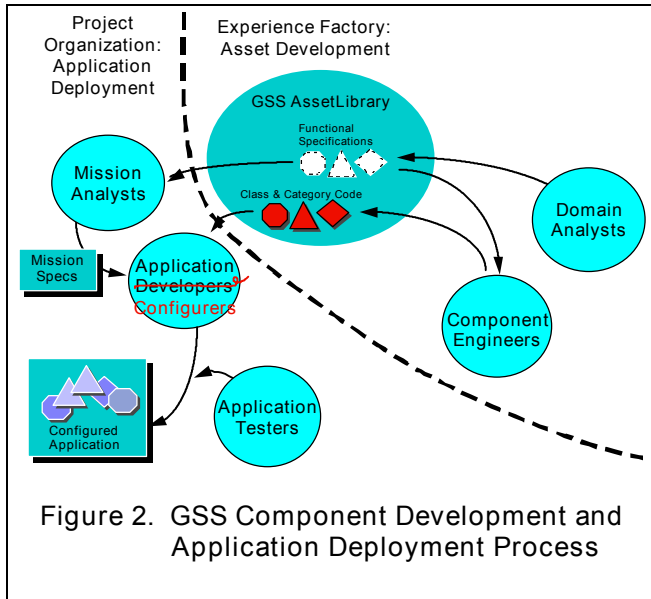 Project
Organization:
Application
Deployment
Experience Factory:
Asset Development
GSS AssetLibrary
Functional
Specifications
Class & Category Code
Mission
Analysts
Domain
Analysts
Mission
Specs
Application
Developers
Configurers
Component
Engineers
Configured
Application
Application
Testers
Figure 2. GSS Component Development and
Application Deployment Process